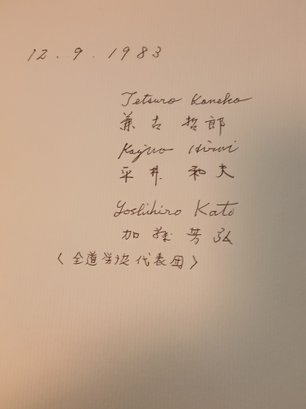 12. 9. 1983
Tetsuro Kaneko
兼古 哲郎
Kazuo Hirai
平井 和夫
Yoshihiro Kato
加藤 芳弘
〈全道労協代表団〉